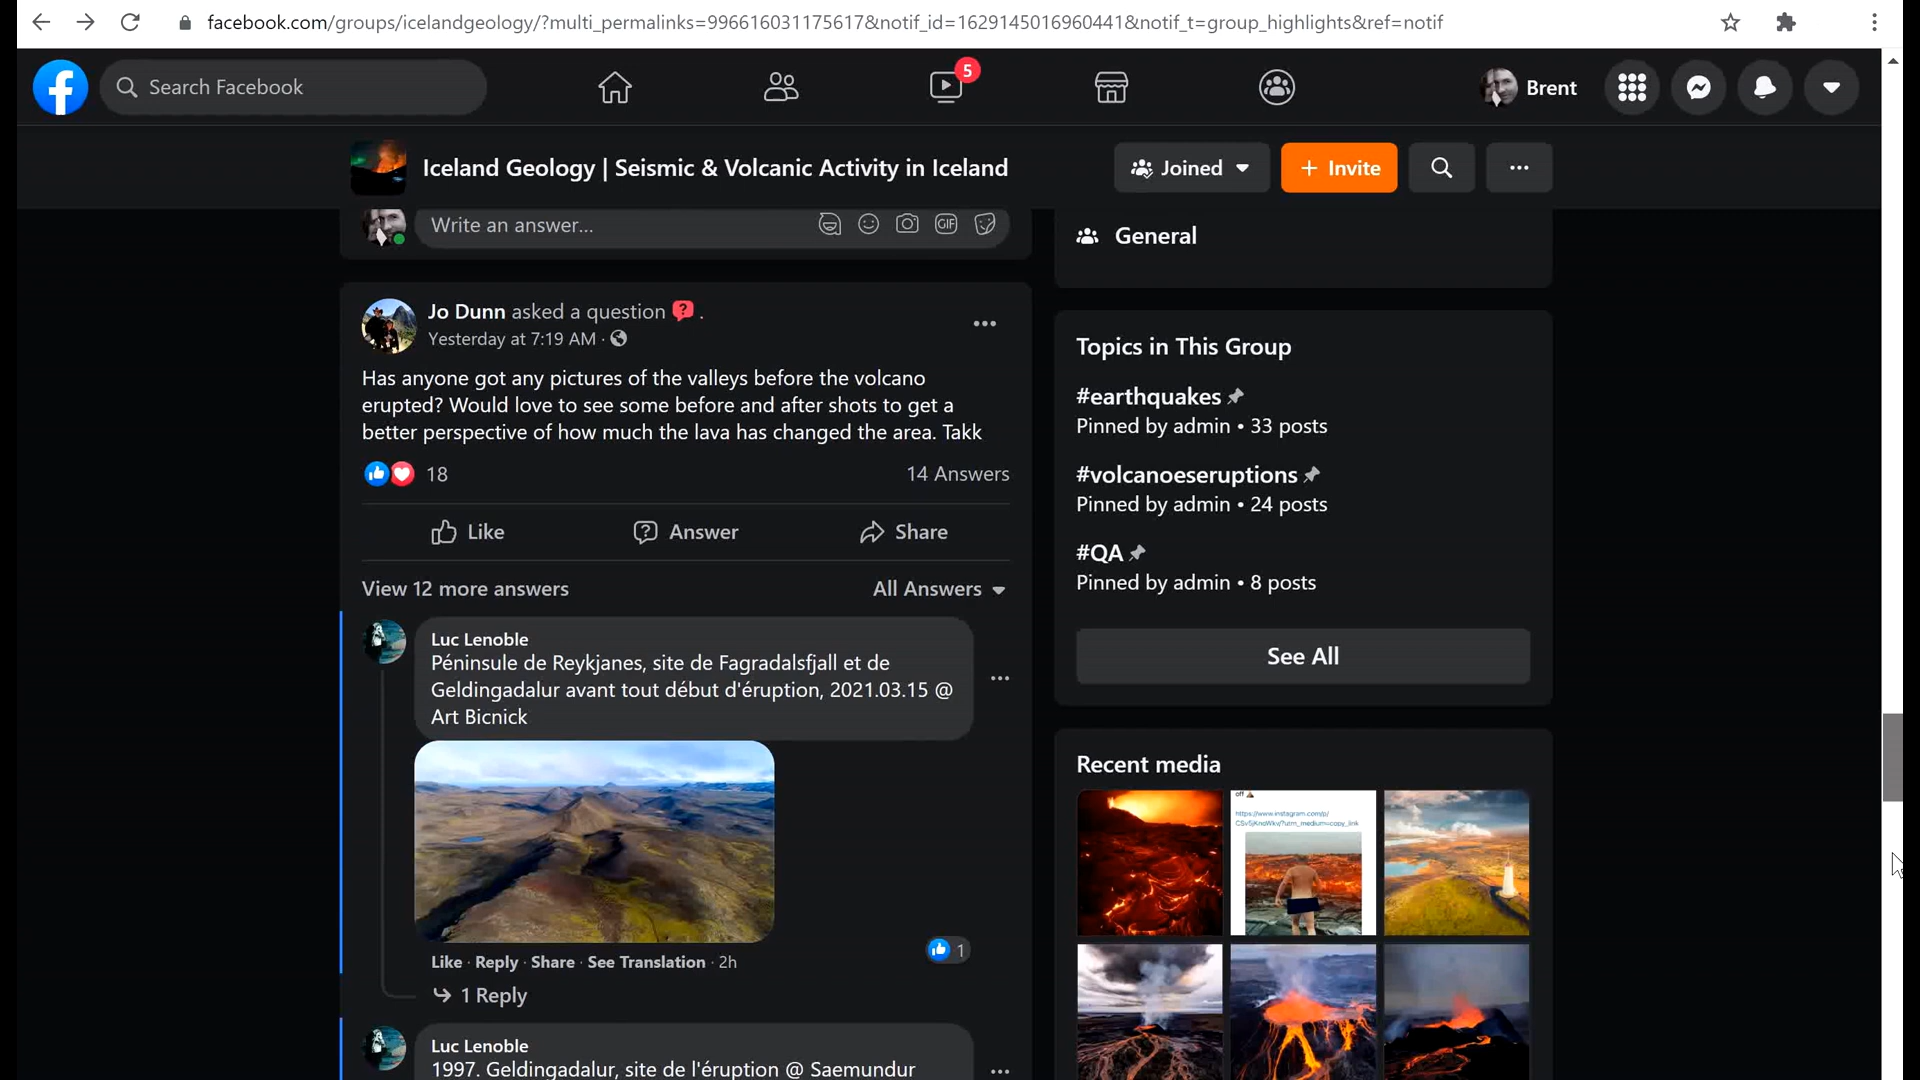 facebook.com/groups/icelandgeology/?multi_permalinks=996616031175617&notif_id=1629145016960441&notif_t=group_highlights&ref=notif
Search Facebook
5
Brent
Iceland Geology | Seismic & Volcanic Activity in Iceland
Joined
+ Invite
Write an answer...
GIF
General
Jo Dunn asked a question .
Yesterday at 7:19 AM ·
Has anyone got any pictures of the valleys before the volcano
erupted? Would love to see some before and after shots to get a
better perspective of how much the lava has changed the area. Takk
18
14 Answers
Like
Answer
Share
View 12 more answers
All Answers
Luc Lenoble
Péninsule de Reykjanes, site de Fagradalsfjall et de
Geldingadalur avant tout début d'éruption, 2021.03.15 @
Art Bicnick
1
Like · Reply · Share · See Translation · 2h
1 Reply
Luc Lenoble
1997. Geldingadalur, site de l'éruption @ Saemundur
Topics in This Group
#earthquakes
Pinned by admin • 33 posts
#volcanoeseruptions
Pinned by admin • 24 posts
#QA
Pinned by admin • 8 posts
See All
Recent media
off
https://www.instagram.com/p/